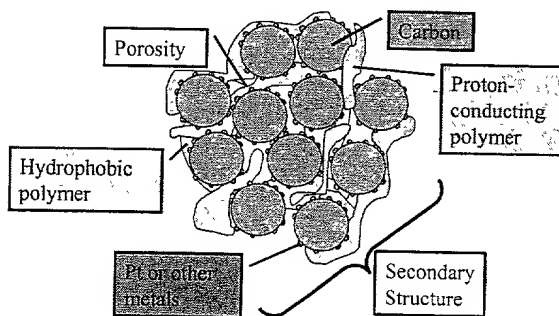 Porosity
Carbon
Proton-
conducting
polymer
Hydrophobic
polymer
Pt or other
metals
Secondary
Structure